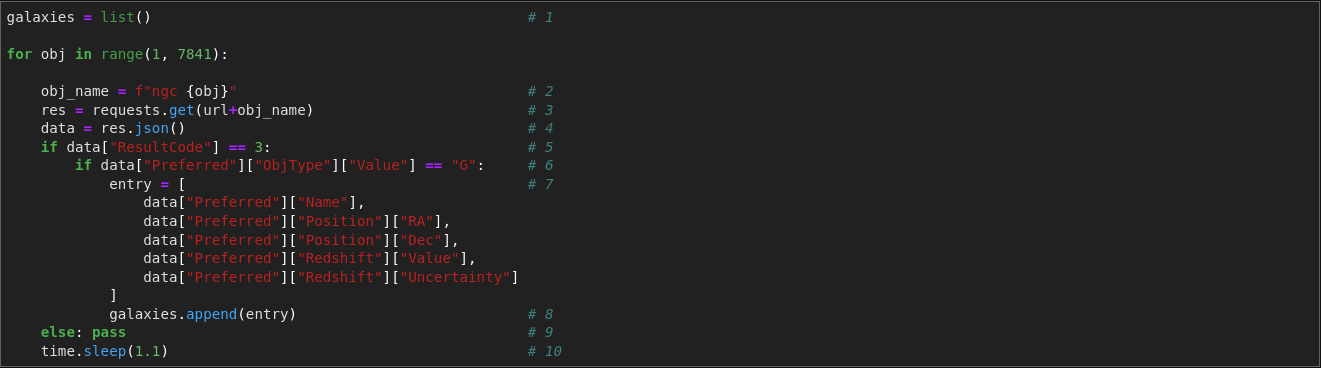 galaxies = list() # 1
for obj in range(1, 7841):
    obj_name = f"ngc {obj}" # 2
    res = requests.get(url+obj_name) # 3
    data = res.json() # 4
    if data["ResultCode"] == 3: # 5
        if data["Preferred"]["ObjType"]["Value"] == "G": # 6
            entry = [ # 7
                data["Preferred"]["Name"],
                data["Preferred"]["Position"]["RA"],
                data["Preferred"]["Position"]["Dec"],
                data["Preferred"]["Redshift"]["Value"],
                data["Preferred"]["Redshift"]["Uncertainty"]
            ]
            galaxies.append(entry) # 8
    else: pass # 9
    time.sleep(1.1) # 10